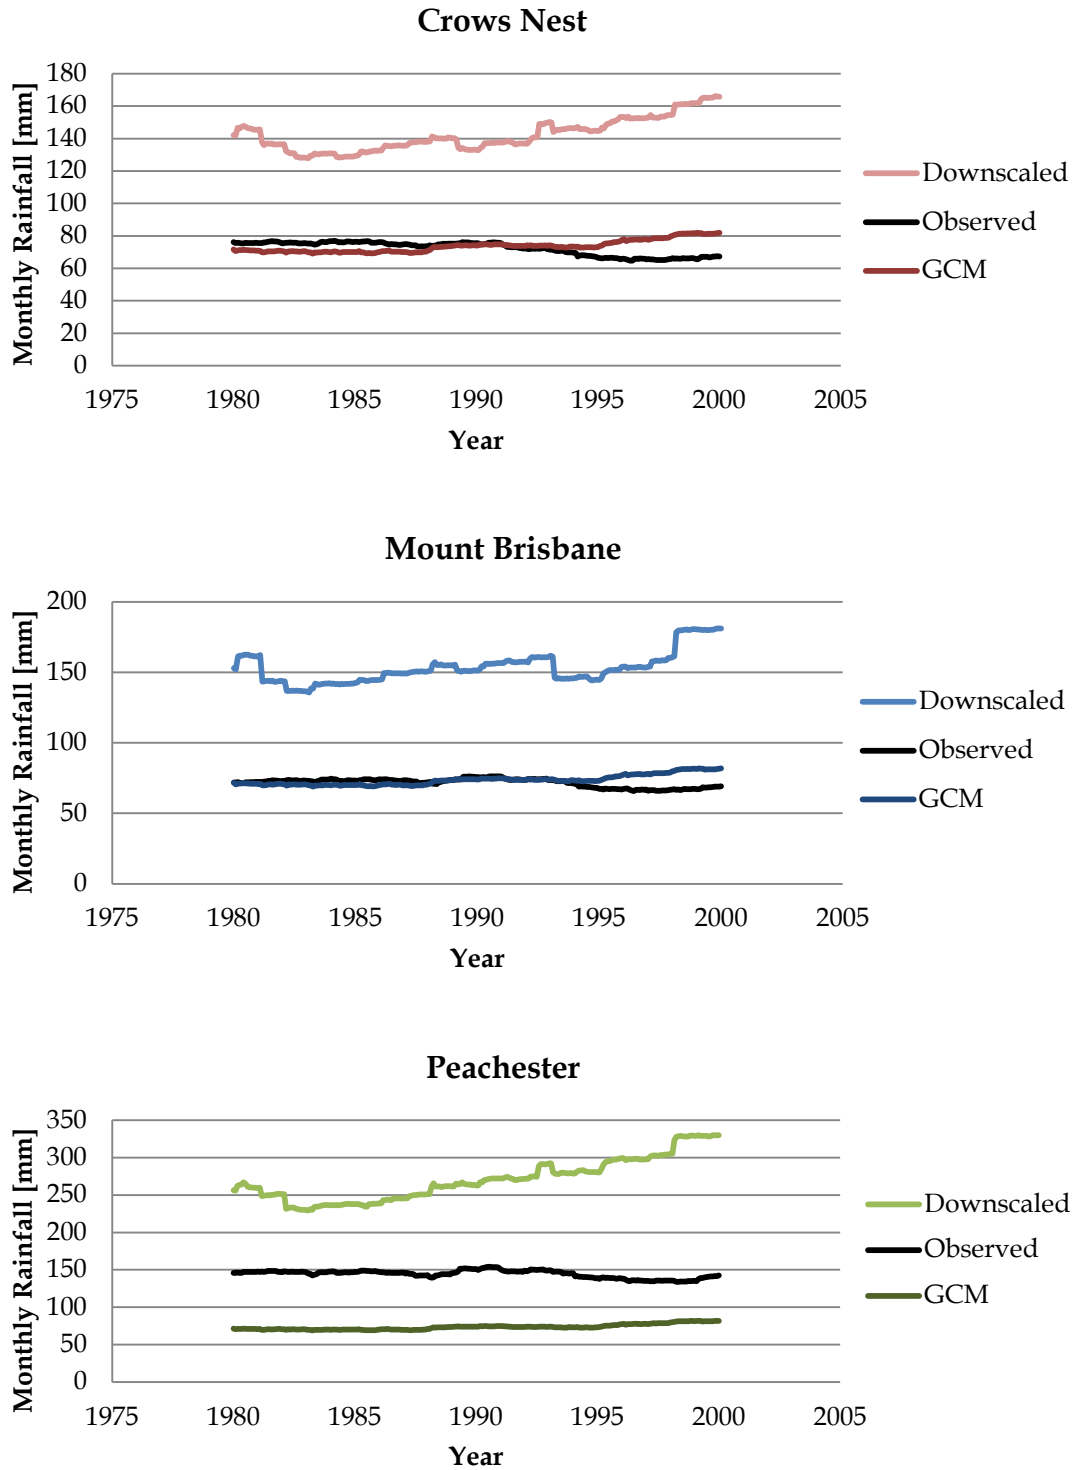 Crows Nest
Monthly Rainfall [mm]
180
160
140
120
100
80
60
40
20
0
1975 1980 1985 1990 1995 2000 2005
Year
Downscaled
Observed
GCM
Mount Brisbane
Monthly Rainfall [mm]
200
150
100
50
0
1975 1980 1985 1990 1995 2000 2005
Year
Downscaled
Observed
GCM
Peachester
Monthly Rainfall [mm]
350
300
250
200
150
100
50
0
1975 1980 1985 1990 1995 2000 2005
Year
Downscaled
Observed
GCM